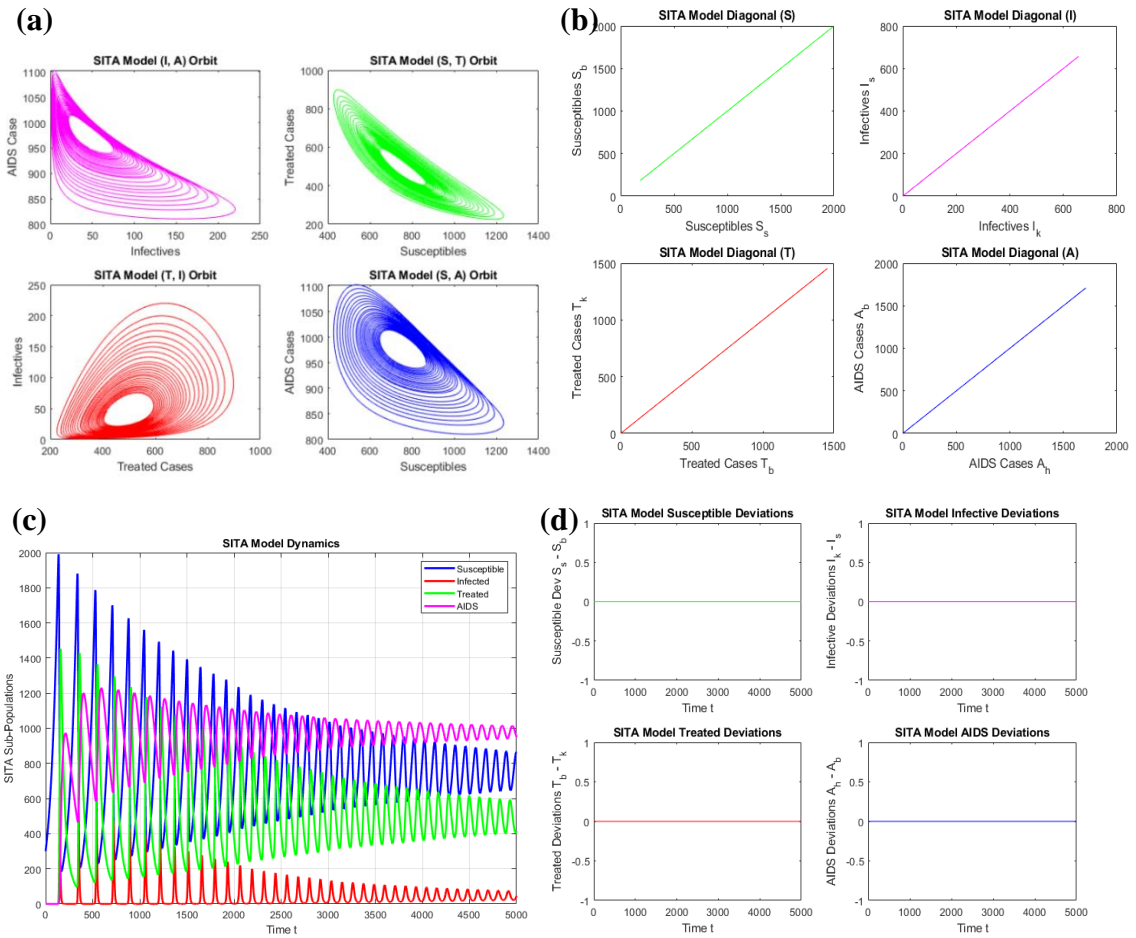 (a)
SITA Model (I, A) Orbit
AIDS Case
1100
1050
1000
950
900
850
800
0 50 100 150 200 250
Infectives
SITA Model (S, T) Orbit
Treated Cases
1000
800
600
400
200
400 600 800 1000 1200 1400
Susceptibles
SITA Model (T, I) Orbit
Infectives
250
200
150
100
50
0
200 400 600 800 1000
Treated Cases
SITA Model (S, A) Orbit
AIDS Cases
1100
1050
1000
950
900
850
800
400 600 800 1000 1200 1400
Susceptibles
(b)
SITA Model Diagonal (S)
Susceptibles S_b
2000
1500
1000
500
0
0 500 1000 1500 2000
Susceptibles S_s
SITA Model Diagonal (I)
Infectives I_s
800
600
400
200
0
0 200 400 600 800
Infectives I_k
SITA Model Diagonal (T)
Treated Cases T_k
1500
1000
500
0
0 500 1000 1500
Treated Cases T_b
SITA Model Diagonal (A)
AIDS Cases A_b
2000
1500
1000
500
0
0 500 1000 1500 2000
AIDS Cases A_h
(c)
SITA Model Dynamics
SITA Sub-Populations
2000
1800
1600
1400
1200
1000
800
600
400
200
0
0 500 1000 1500 2000 2500 3000 3500 4000 4500 5000
Time t
Susceptible
Infected
Treated
AIDS
(d)
SITA Model Susceptible Deviations
Susceptible Dev S_s - S_b
1
0.5
0
-0.5
-1
0 1000 2000 3000 4000 5000
Time t
SITA Model Infective Deviations
Infective Deviations I_k - I_s
1
0.5
0
-0.5
-1
0 1000 2000 3000 4000 5000
Time t
SITA Model Treated Deviations
Treated Deviations T_b - T_k
1
0.5
0
-0.5
-1
0 1000 2000 3000 4000 5000
Time t
SITA Model AIDS Deviations
AIDS Deviations A_h - A_b
1
0.5
0
-0.5
-1
0 1000 2000 3000 4000 5000
Time t